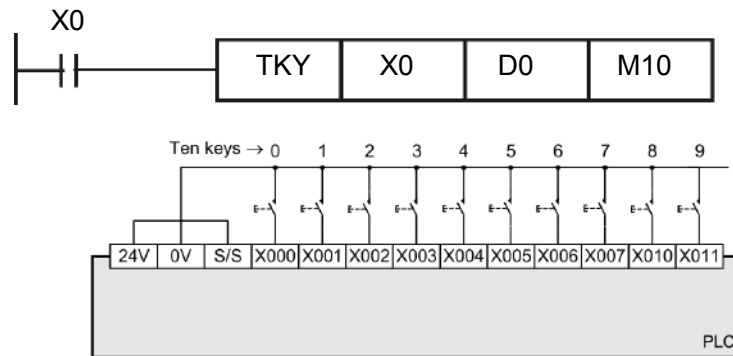 X0
TKY X0 D0 M10
Ten keys → 0 1 2 3 4 5 6 7 8 9
24V 0V S/S X000 X001 X002 X003 X004 X005 X006 X007 X010 X011
PLC